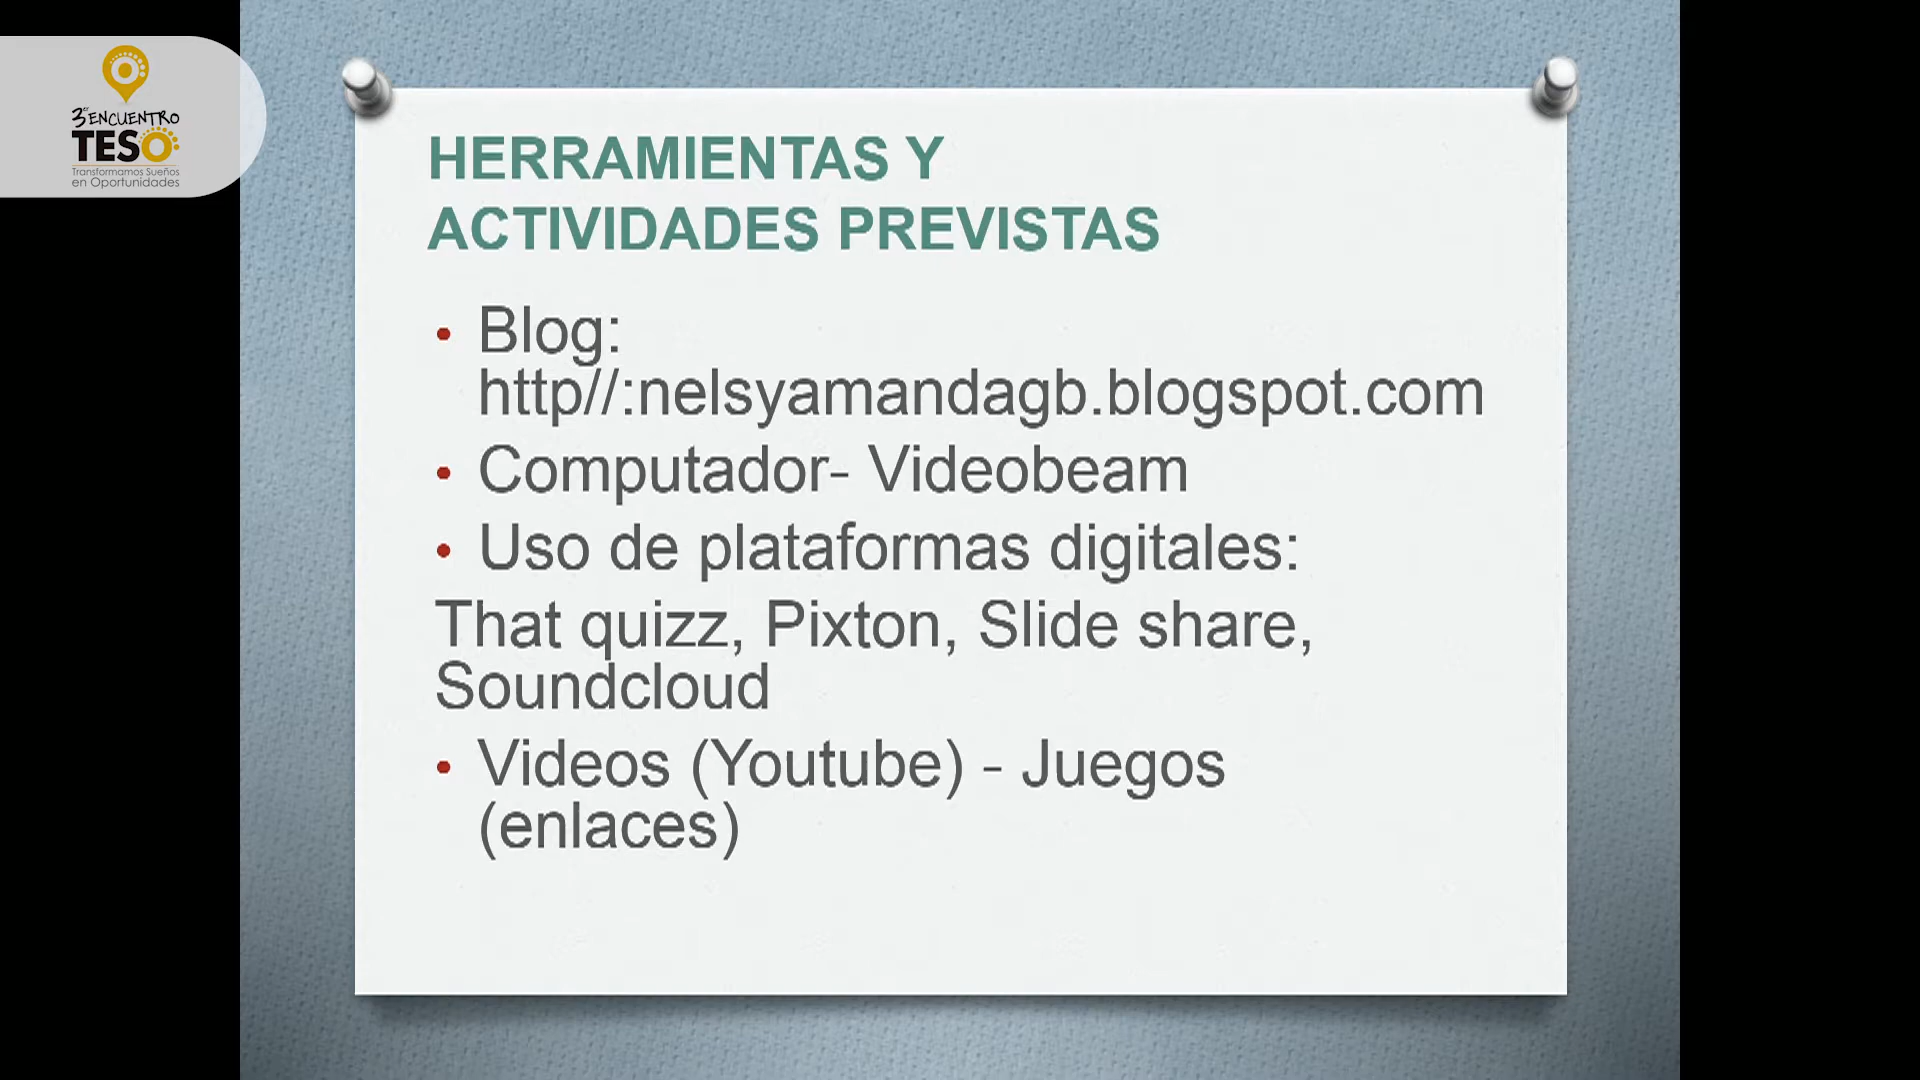 3er ENCUENTRO
TESO
Transformamos Sueños
en Oportunidades
HERRAMIENTAS Y
ACTIVIDADES PREVISTAS
• Blog:
http//:nelsyamandagb.blogspot.com
• Computador- Videobeam
• Uso de plataformas digitales:
That quizz, Pixton, Slide share,
Soundcloud
• Videos (Youtube) - Juegos
(enlaces)